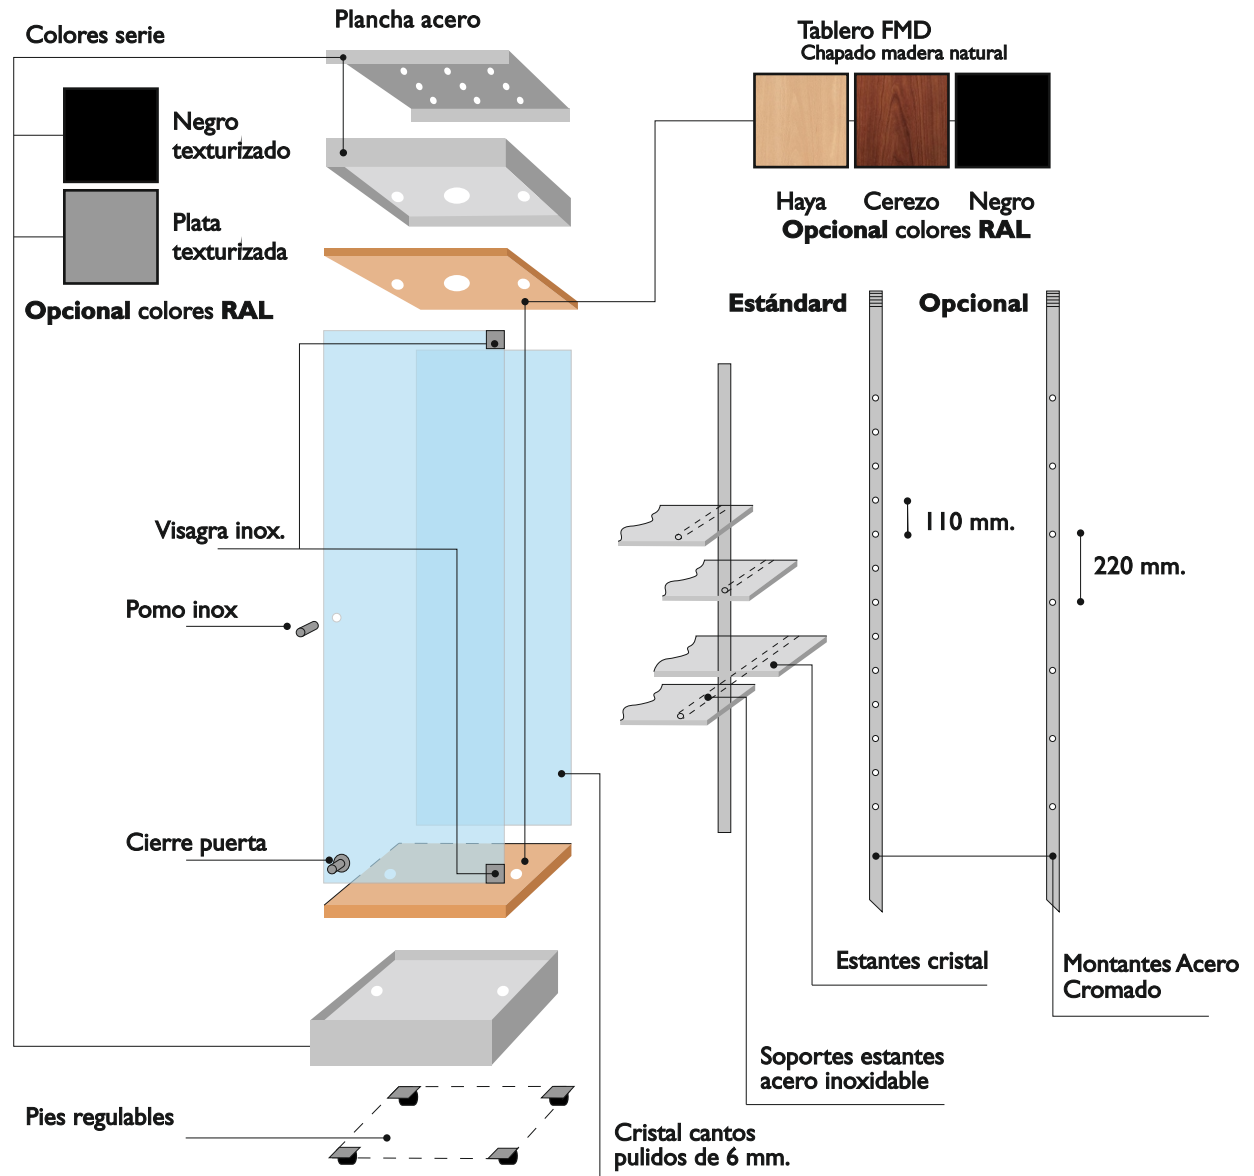 Colores serie
Plancha acero
Tablero FMD
Chapado madera natural
Negro
texturizado
Plata
texturizada
Opcional colores RAL
Haya
Cerezo
Negro
Opcional colores RAL
Estándard
Opcional
110 mm.
220 mm.
Visagra inox.
Pomo inox
Cierre puerta
Estantes cristal
Montantes Acero
Cromado
Soportes estantes
acero inoxidable
Pies regulables
Cristal cantos
pulidos de 6 mm.